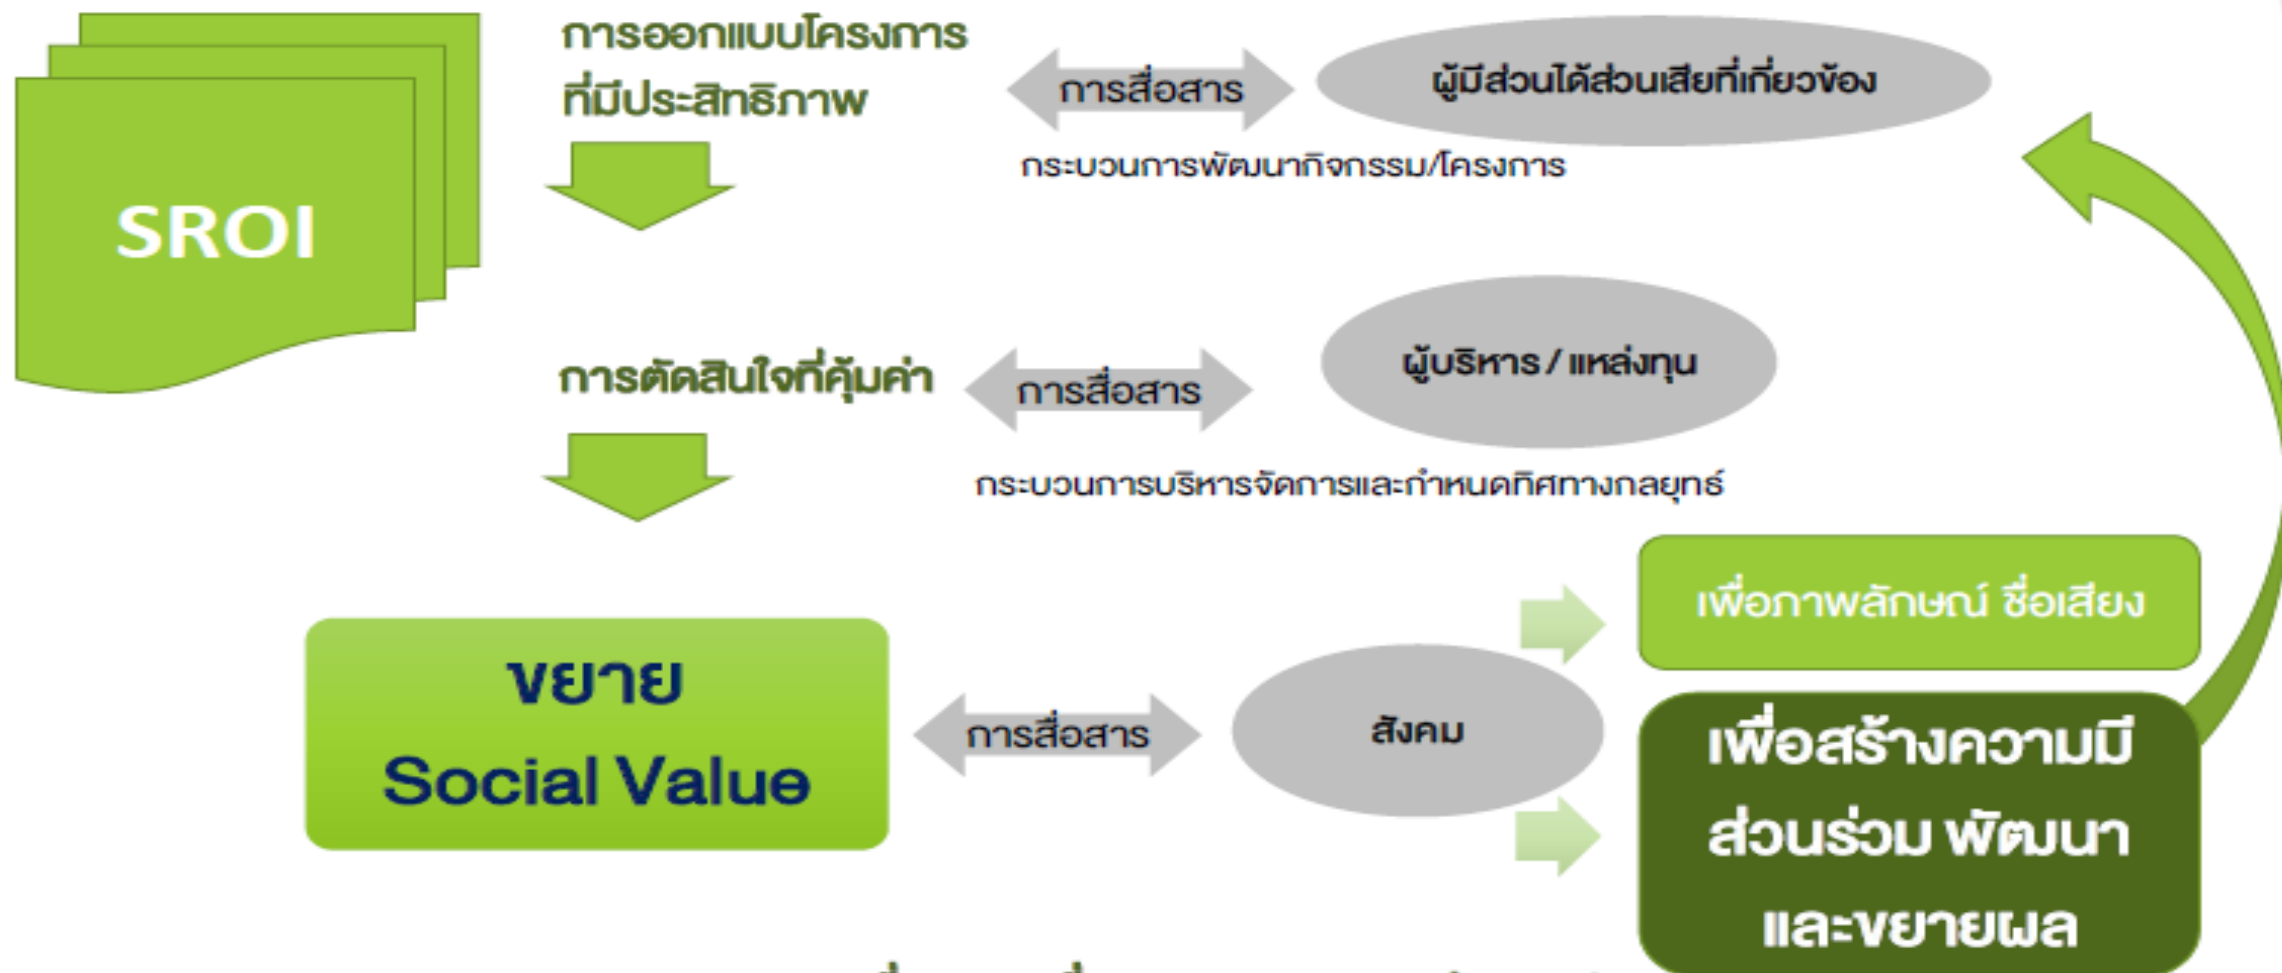 SROI
การออกแบบโครงการ
ที่มีประสิทธิภาพ
การสื่อสาร
ผู้มีส่วนได้ส่วนเสียที่เกี่ยวข้อง
กระบวนการพัฒนากิจกรรม/โครงการ
การตัดสินใจที่คุ้มค่า
การสื่อสาร
ผู้บริหาร / แหล่งทุน
กระบวนการบริหารจัดการและกำหนดทิศทางกลยุทธ์
ขยาย
Social Value
การสื่อสาร
สังคม
เพื่อภาพลักษณ์ ชื่อเสียง
เพื่อสร้างความมี
ส่วนร่วม พัฒนา
และขยายผล